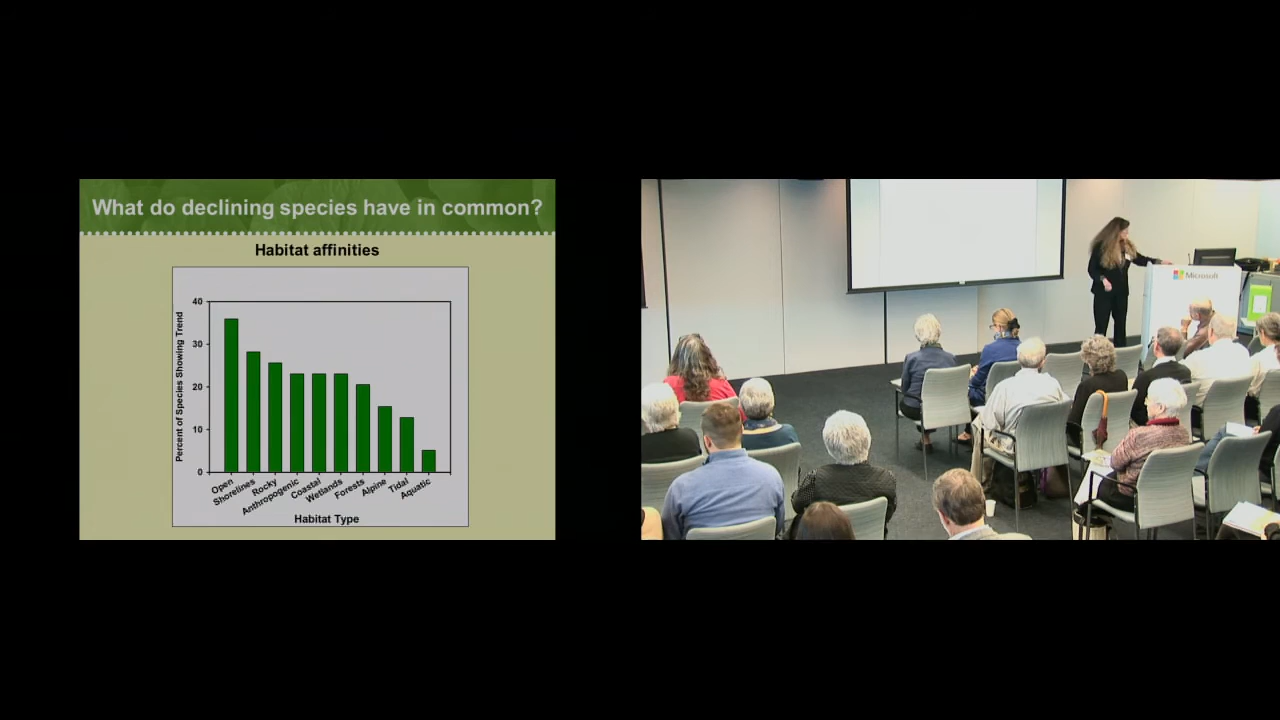 What do declining species have in common?
Habitat affinities
Percent of Species Showing Trend
40
30
20
10
0
Open
Shorelines
Rocky
Anthropogenic
Coastal
Wetlands
Forests
Alpine
Tidal
Aquatic
Habitat Type
Microsoft